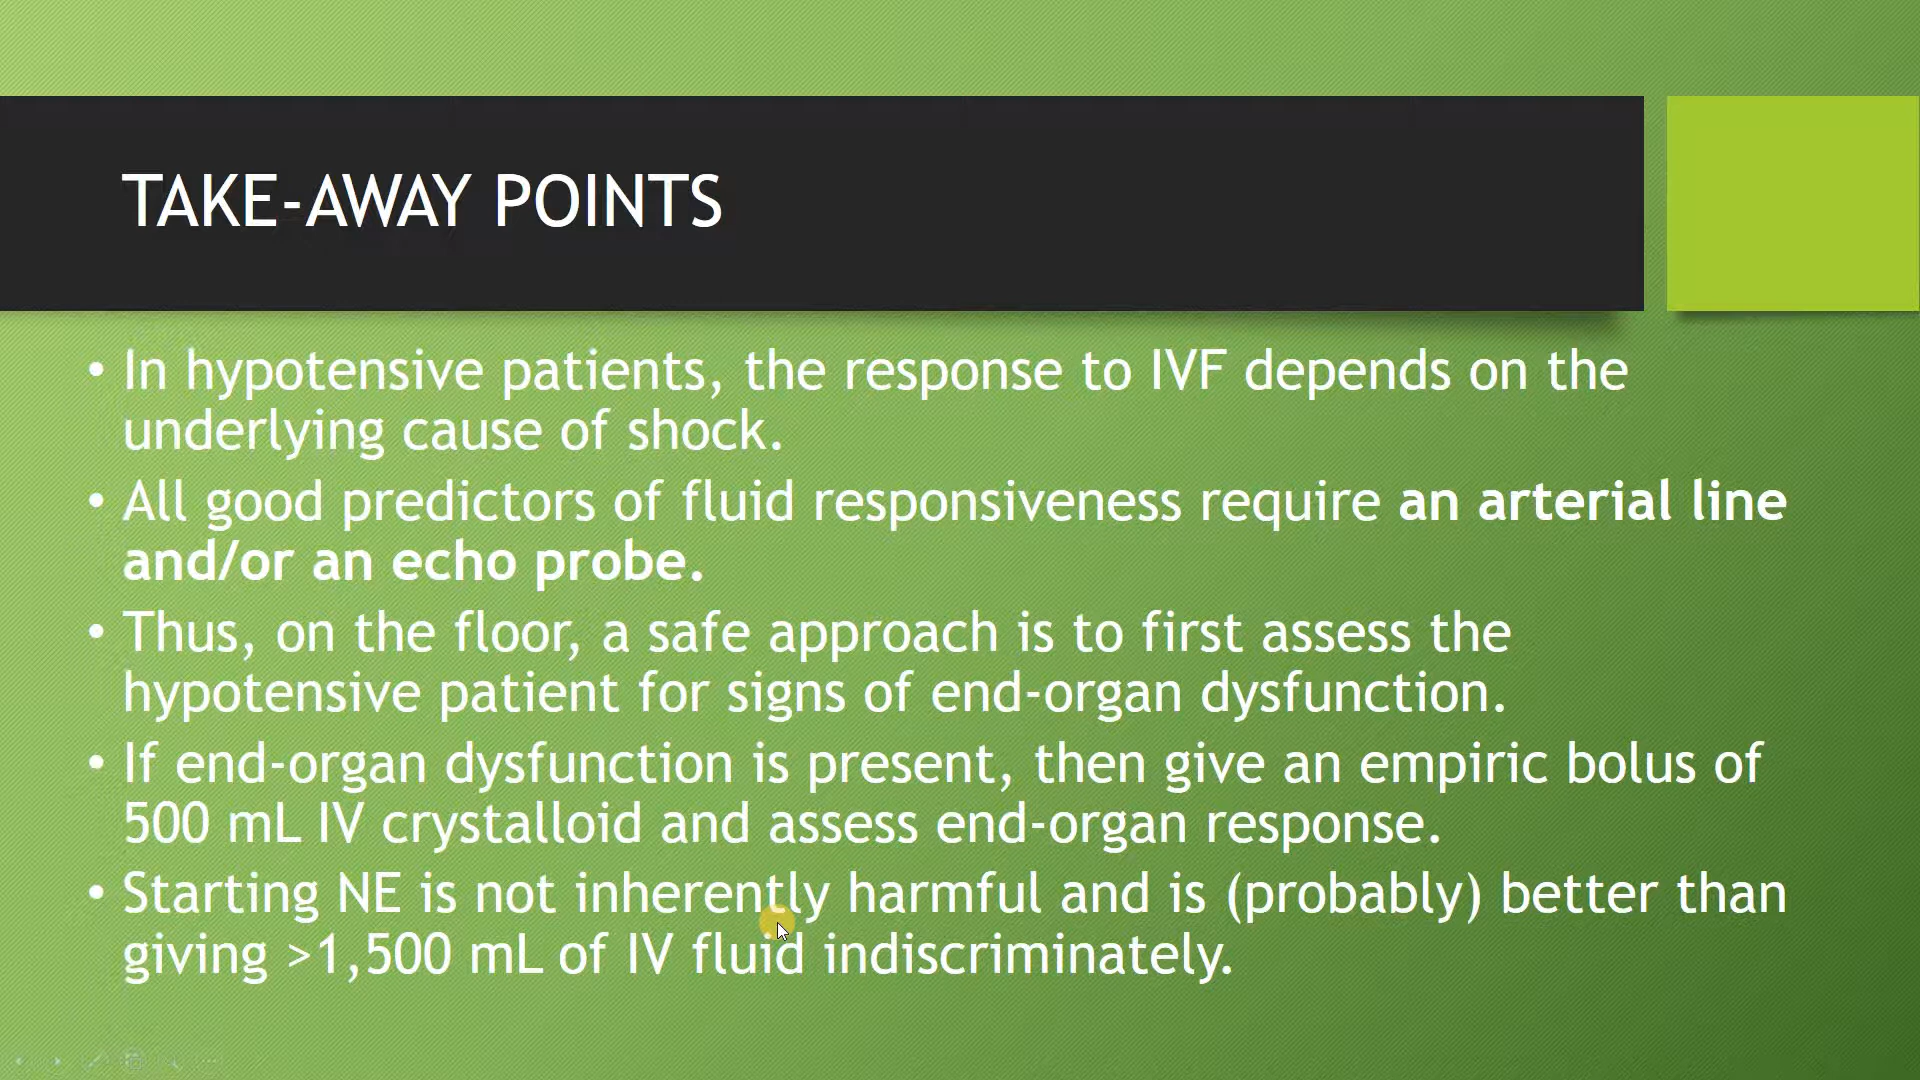 TAKE-AWAY POINTS
• In hypotensive patients, the response to IVF depends on the
underlying cause of shock.
• All good predictors of fluid responsiveness require an arterial line
and/or an echo probe.
• Thus, on the floor, a safe approach is to first assess the
hypotensive patient for signs of end-organ dysfunction.
• If end-organ dysfunction is present, then give an empiric bolus of
500 mL IV crystalloid and assess end-organ response.
• Starting NE is not inherently harmful and is (probably) better than
giving >1,500 mL of IV fluid indiscriminately.